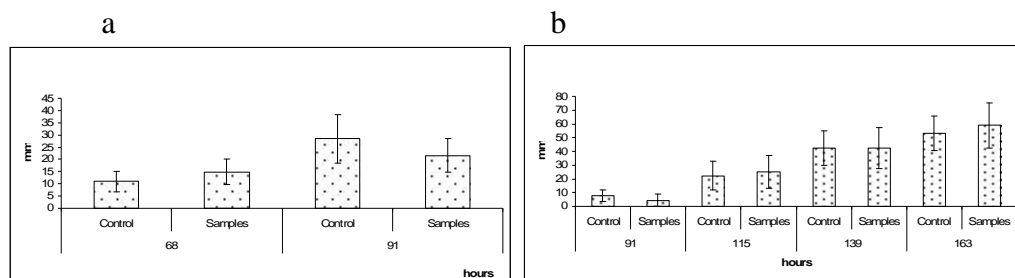 a
45
40
35
30
25
20
15
10
5
0
mm
Control Samples Control Samples
68 91
hours
b
80
70
60
50
40
30
20
10
0
mm
Control Samples Control Samples Control Samples Control Samples
91 115 139 163
hours